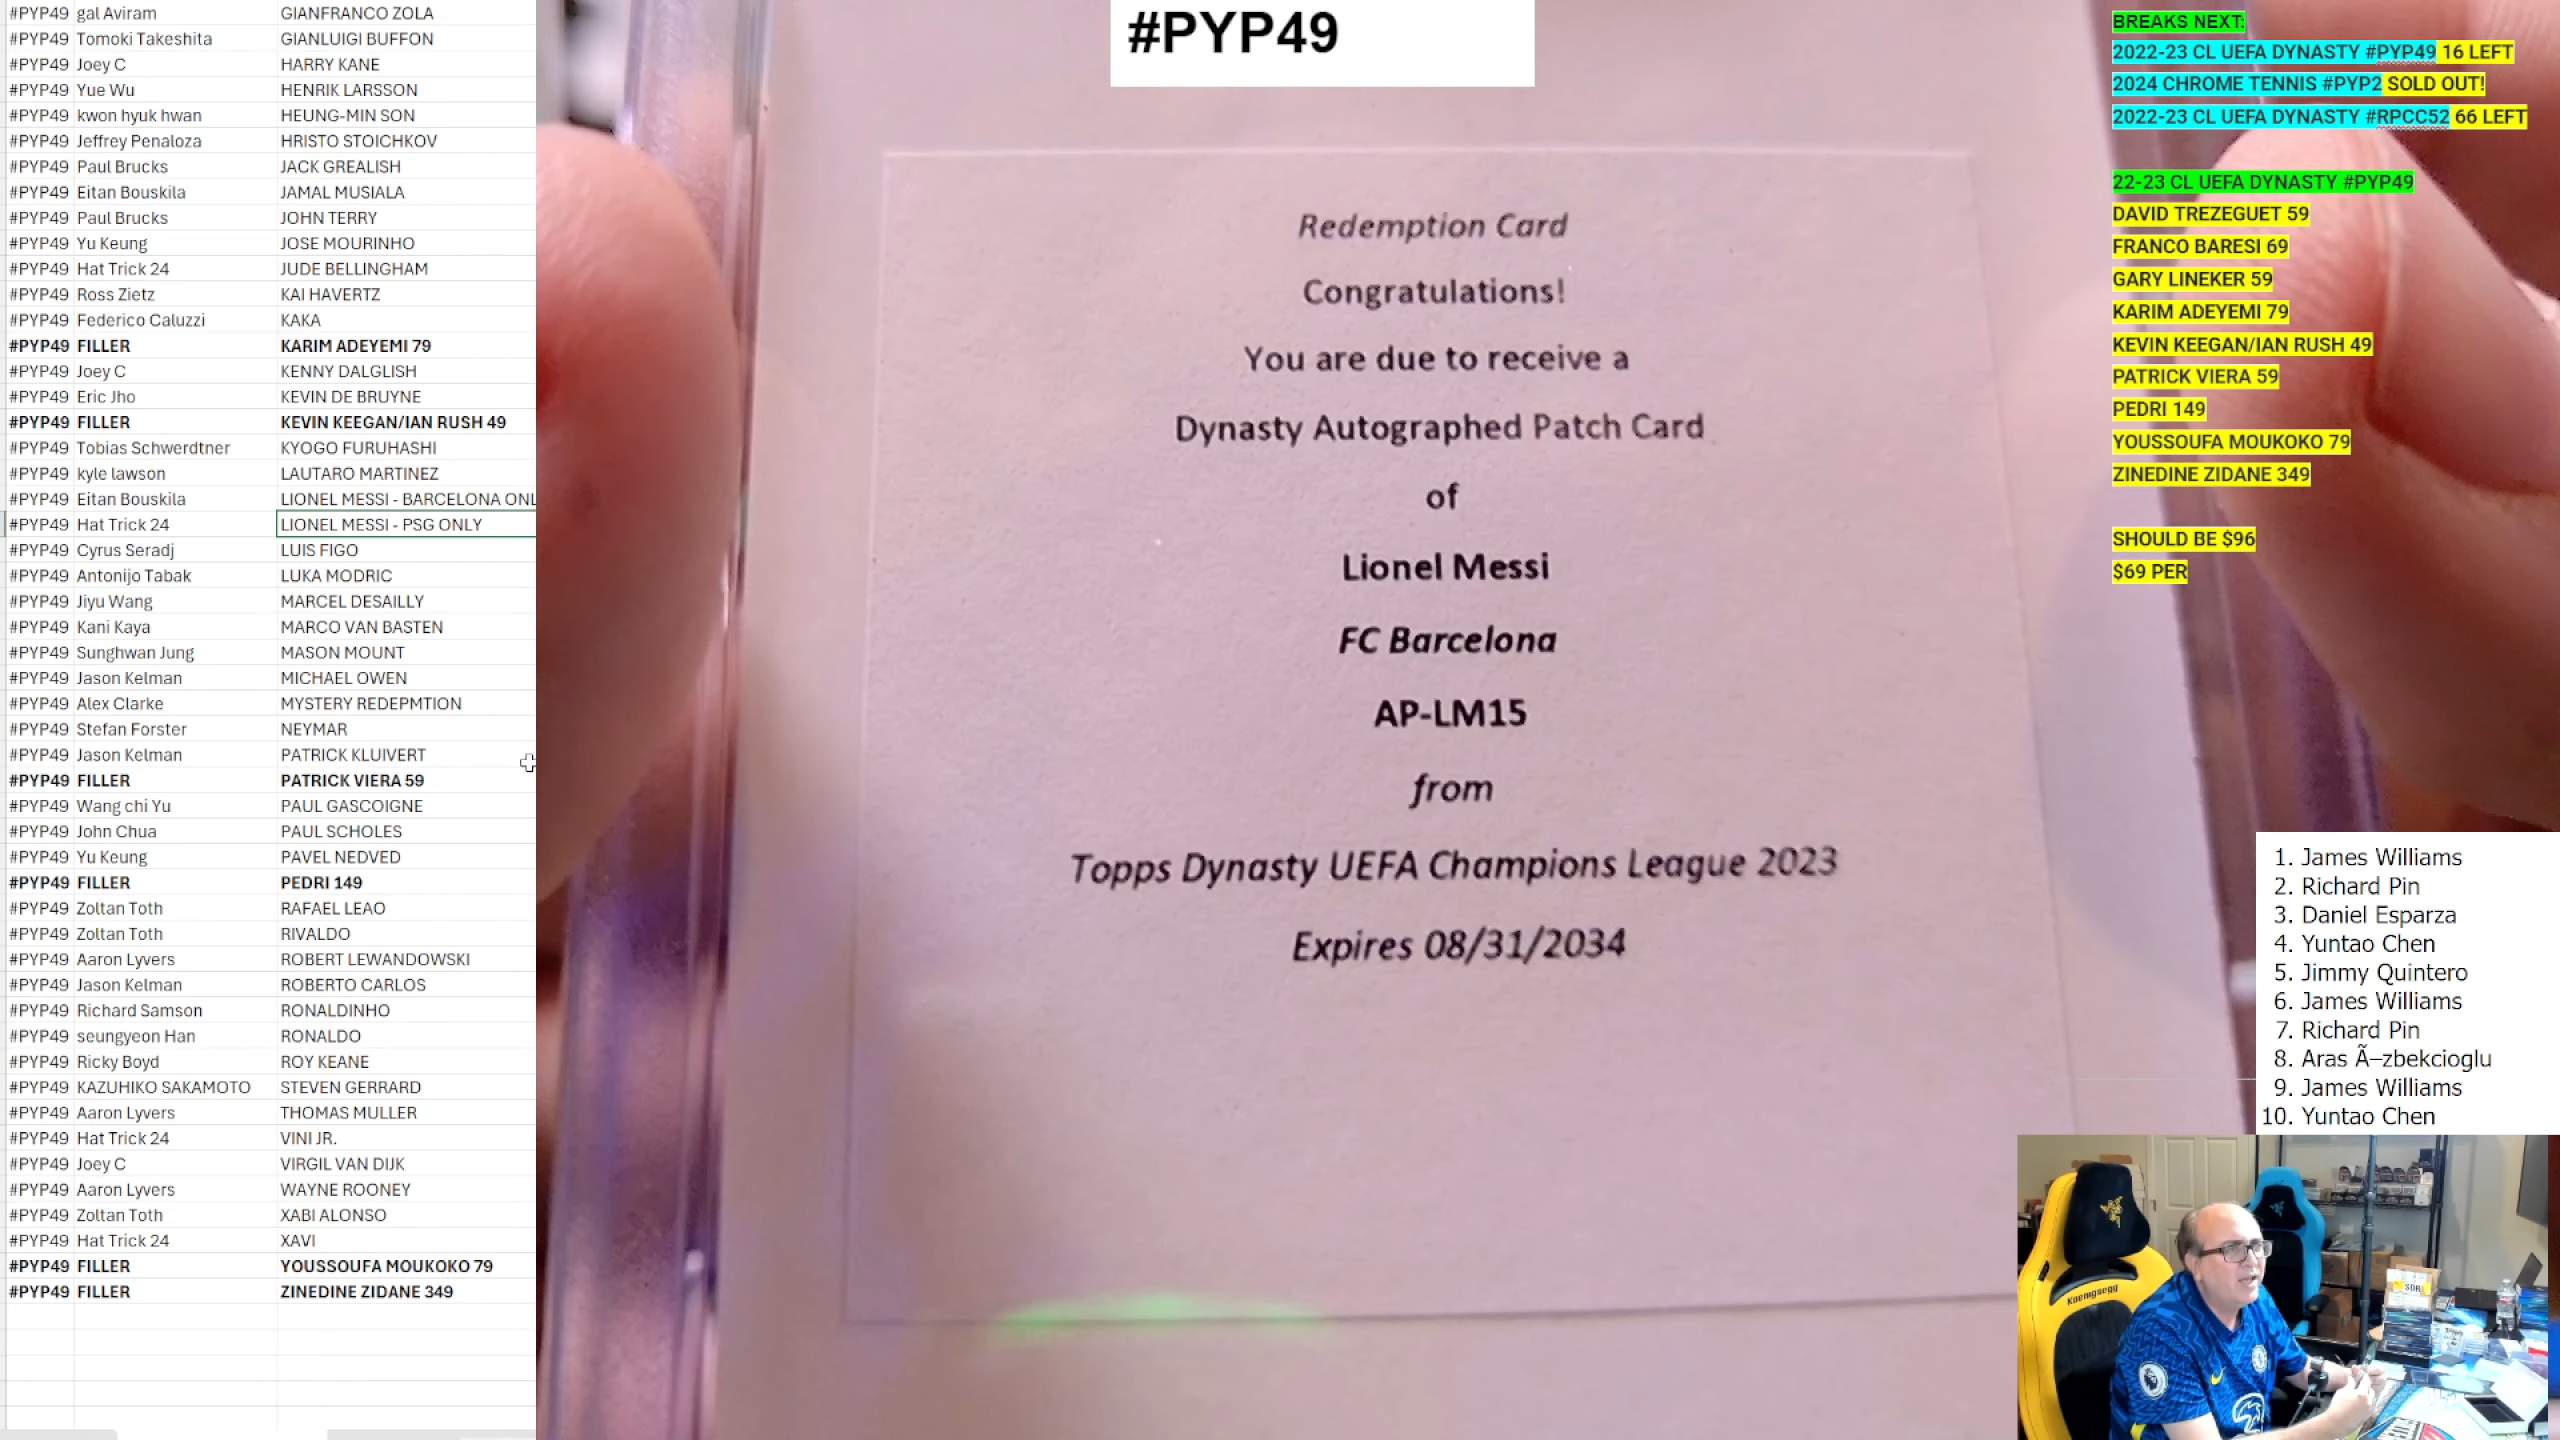 #PYP49 gal Aviram GIANFRANCO ZOLA
#PYP49 Tomoki Takeshita GIANLUIGI BUFFON
#PYP49 Joey C HARRY KANE
#PYP49 Yue Wu HENRIK LARSSON
#PYP49 kwon hyuk hwan HEUNG-MIN SON
#PYP49 Jeffrey Penaloza HRISTO STOICHKOV
#PYP49 Paul Brucks JACK GREALISH
#PYP49 Eitan Bouskila JAMAL MUSIALA
#PYP49 Paul Brucks JOHN TERRY
#PYP49 Yu Keung JOSE MOURINHO
#PYP49 Hat Trick 24 JUDE BELLINGHAM
#PYP49 Ross Zietz KAI HAVERTZ
#PYP49 Federico Caluzzi KAKA
#PYP49 FILLER KARIM ADEYEMI 79
#PYP49 Joey C KENNY DALGLISH
#PYP49 Eric Jho KEVIN DE BRUYNE
#PYP49 FILLER KEVIN KEEGAN/IAN RUSH 49
#PYP49 Tobias Schwerdtner KYOGO FURUHASHI
#PYP49 kyle lawson LAUTARO MARTINEZ
#PYP49 Eitan Bouskila LIONEL MESSI - BARCELONA ONL
#PYP49 Hat Trick 24 LIONEL MESSI - PSG ONLY
#PYP49 Cyrus Seradj LUIS FIGO
#PYP49 Antonijo Tabak LUKA MODRIC
#PYP49 Jiyu Wang MARCEL DESAILLY
#PYP49 Kani Kaya MARCO VAN BASTEN
#PYP49 Sunghwan Jung MASON MOUNT
#PYP49 Jason Kelman MICHAEL OWEN
#PYP49 Alex Clarke MYSTERY REDEPMTION
#PYP49 Stefan Forster NEYMAR
#PYP49 Jason Kelman PATRICK KLUIVERT
#PYP49 FILLER PATRICK VIERA 59
#PYP49 Wang chi Yu PAUL GASCOIGNE
#PYP49 John Chua PAUL SCHOLES
#PYP49 Yu Keung PAVEL NEDVED
#PYP49 FILLER PEDRI 149
#PYP49 Zoltan Toth RAFAEL LEAO
#PYP49 Zoltan Toth RIVALDO
#PYP49 Aaron Lyvers ROBERT LEWANDOWSKI
#PYP49 Jason Kelman ROBERTO CARLOS
#PYP49 Richard Samson RONALDINHO
#PYP49 seungyeon Han RONALDO
#PYP49 Ricky Boyd ROY KEANE
#PYP49 KAZUHIKO SAKAMOTO STEVEN GERRARD
#PYP49 Aaron Lyvers THOMAS MULLER
#PYP49 Hat Trick 24 VINI JR.
#PYP49 Joey C VIRGIL VAN DIJK
#PYP49 Aaron Lyvers WAYNE ROONEY
#PYP49 Zoltan Toth XABI ALONSO
#PYP49 Hat Trick 24 XAVI
#PYP49 FILLER YOUSSOUFA MOUKOKO 79
#PYP49 FILLER ZINEDINE ZIDANE 349
#PYP49
Redemption Card
Congratulations!
You are due to receive a
Dynasty Autographed Patch Card
of
Lionel Messi
FC Barcelona
AP-LM15
from
Topps Dynasty UEFA Champions League 2023
Expires 08/31/2034
BREAKS NEXT:
2022-23 CL UEFA DYNASTY #PYP49 16 LEFT
2024 CHROME TENNIS #PYP2 SOLD OUT!
2022-23 CL UEFA DYNASTY #RPCC52 66 LEFT
22-23 CL UEFA DYNASTY #PYP49
DAVID TREZEGUET 59
FRANCO BARESI 69
GARY LINEKER 59
KARIM ADEYEMI 79
KEVIN KEEGAN/IAN RUSH 49
PATRICK VIERA 59
PEDRI 149
YOUSSOUFA MOUKOKO 79
ZINEDINE ZIDANE 349
SHOULD BE $96
$69 PER
1. James Williams
2. Richard Pin
3. Daniel Esparza
4. Yuntao Chen
5. Jimmy Quintero
6. James Williams
7. Richard Pin
8. Aras Ã–zbekcioglu
9. James Williams
10. Yuntao Chen
Koenigsegg